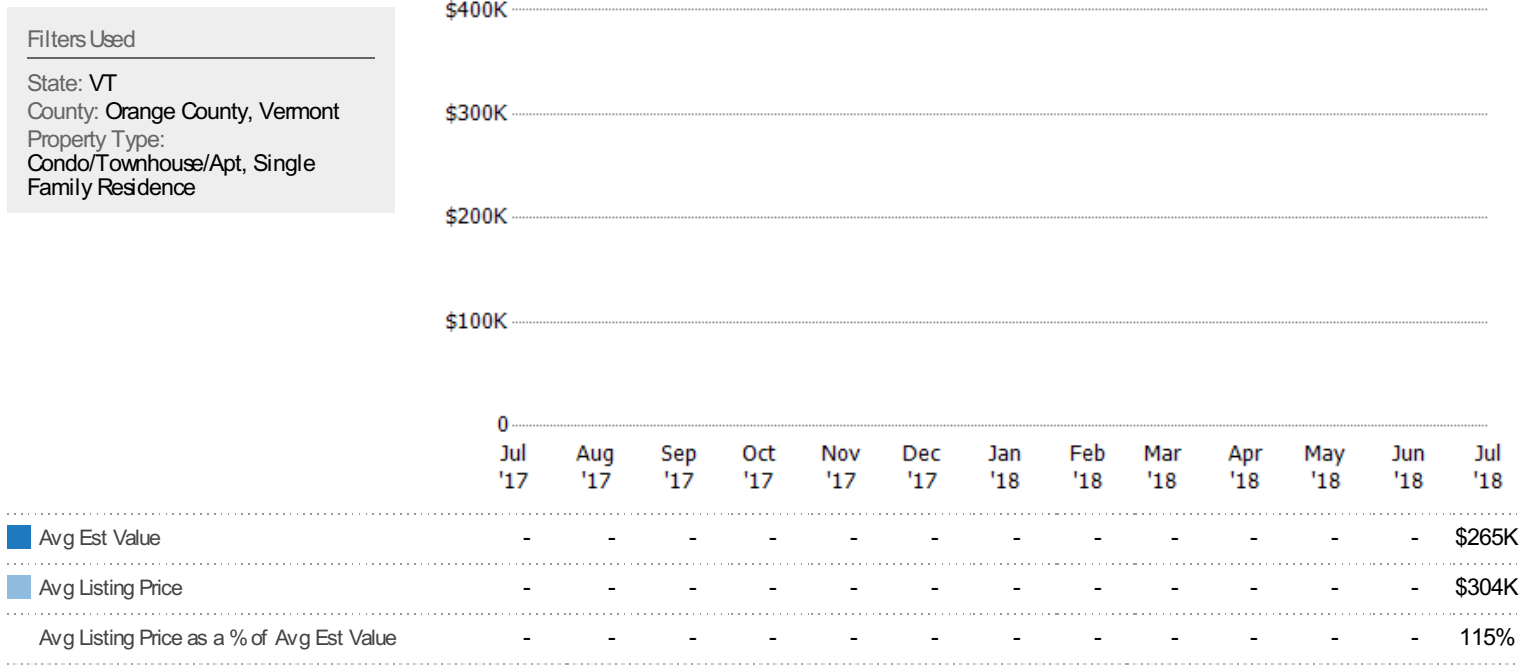 Filters Used
State: VT
County: Orange County, Vermont
Property Type:
Condo/Townhouse/Apt, Single
Family Residence
$400K
$300K
$200K
$100K
0
Jul Aug Sep Oct Nov Dec Jan Feb Mar Apr May Jun Jul
'17 '17 '17 '17 '17 '17 '18 '18 '18 '18 '18 '18 '18
Avg Est Value - - - - - - - - - - - - $265K
Avg Listing Price - - - - - - - - - - - - $304K
Avg Listing Price as a % of Avg Est Value - - - - - - - - - - - - 115%